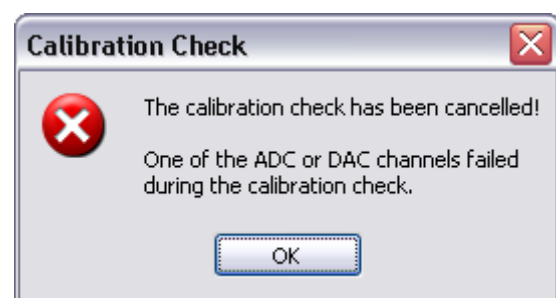 Calibration Check
The calibration check has been cancelled!
One of the ADC or DAC channels failed
during the calibration check.
OK